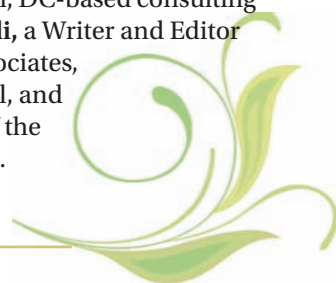 DC-based consulting
li, a Writer and Editor
ociates,
l, and
the
.